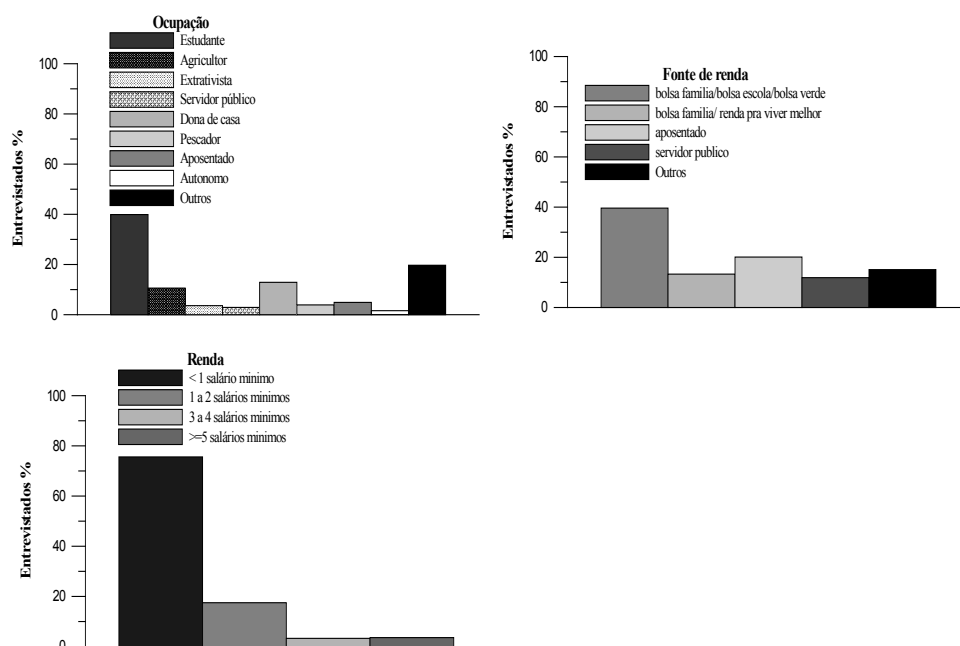 Ocupação
Estudante
Agricultor
Extrativista
Servidor público
Dona de casa
Pescador
Aposentado
Autonomo
Outros
Entrevistados %
100
80
60
40
20
0
Fonte de renda
bolsa familia/bolsa escola/bolsa verde
bolsa familia/ renda pra viver melhor
aposentado
servidor publico
Outros
Entrevistados %
100
80
60
40
20
0
Renda
< 1 salário minimo
1 a 2 salários minimos
3 a 4 salários minimos
>=5 salários minimos
Entrevistados %
100
80
60
40
20
0